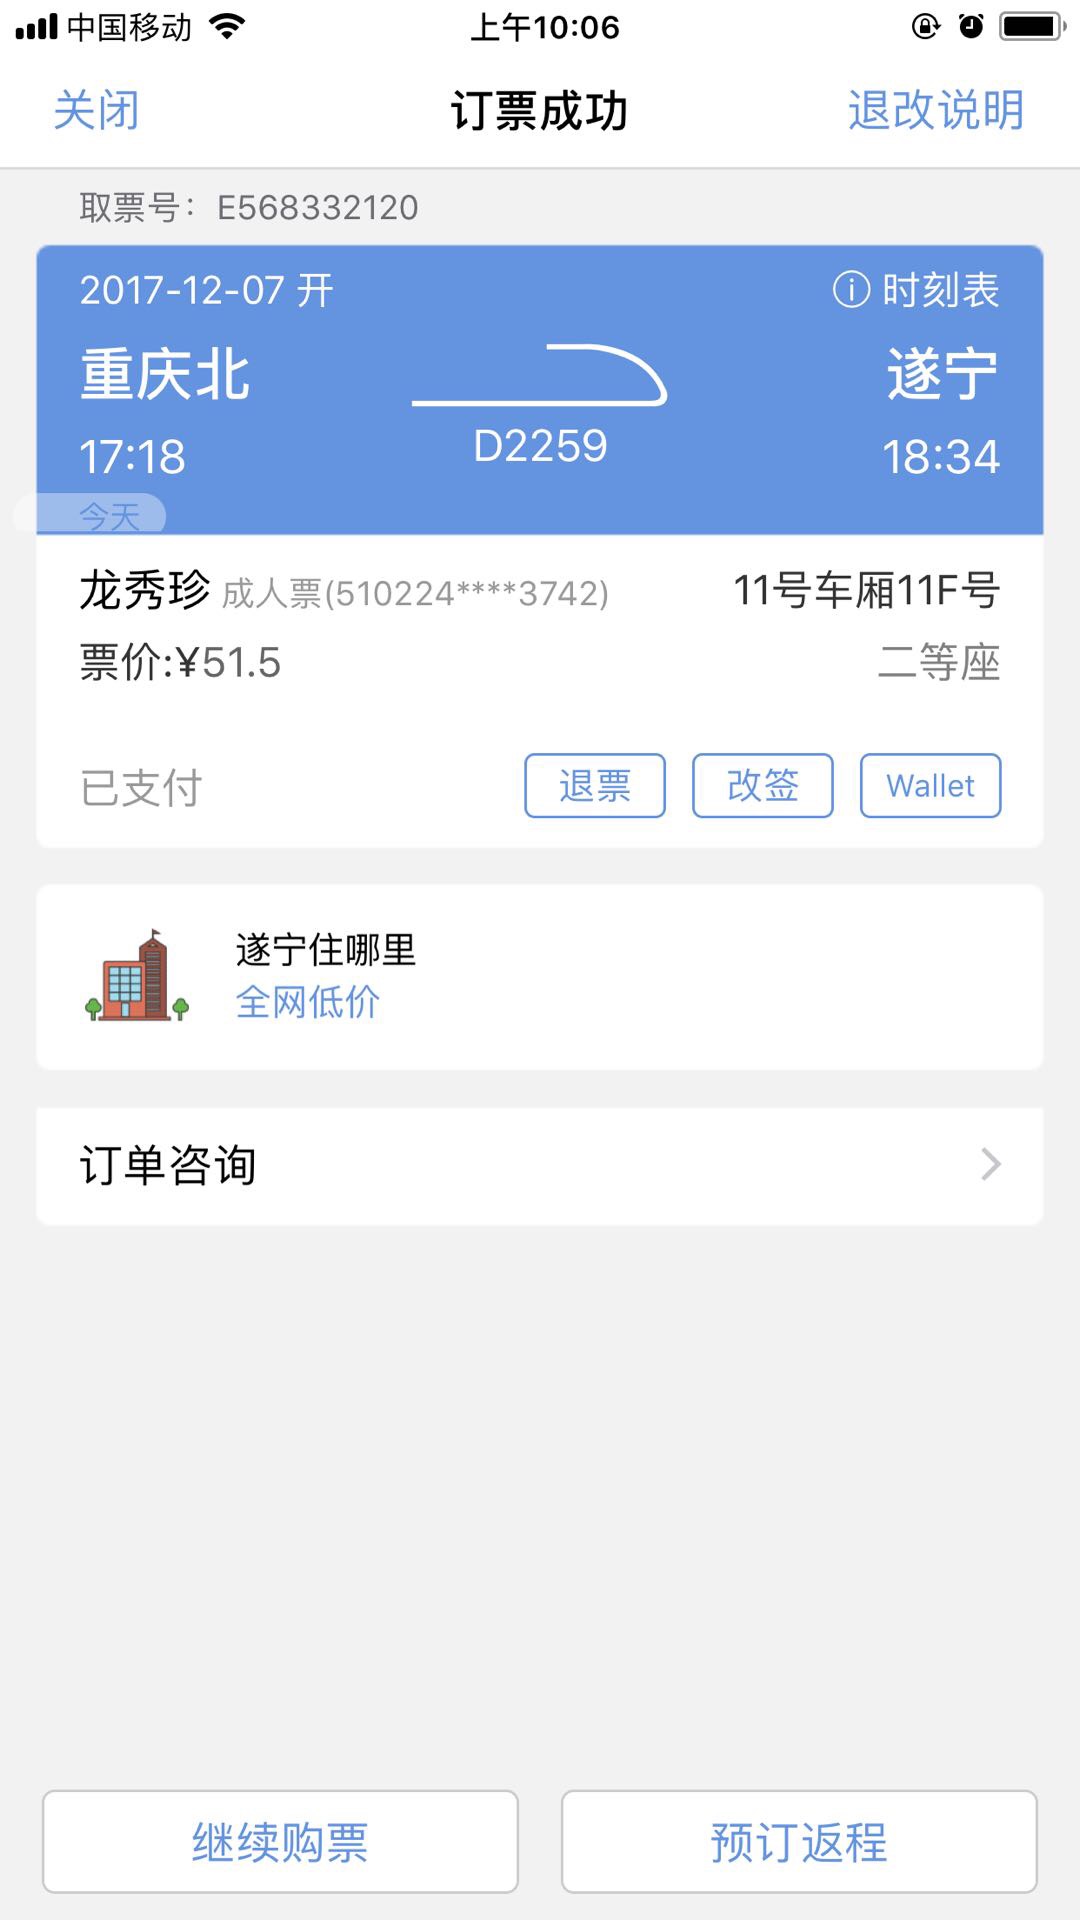 中国移动 上午10:06
关闭 订票成功 退改说明
取票号：E568332120
2017-12-07 开 时刻表
重庆北 遂宁
17:18 D2259 18:34
今天
龙秀珍 成人票(510224****3742) 11号车厢11F号
票价:¥51.5 二等座
已支付 退票 改签 Wallet
遂宁住哪里
全网低价
订单咨询
继续购票 预订返程